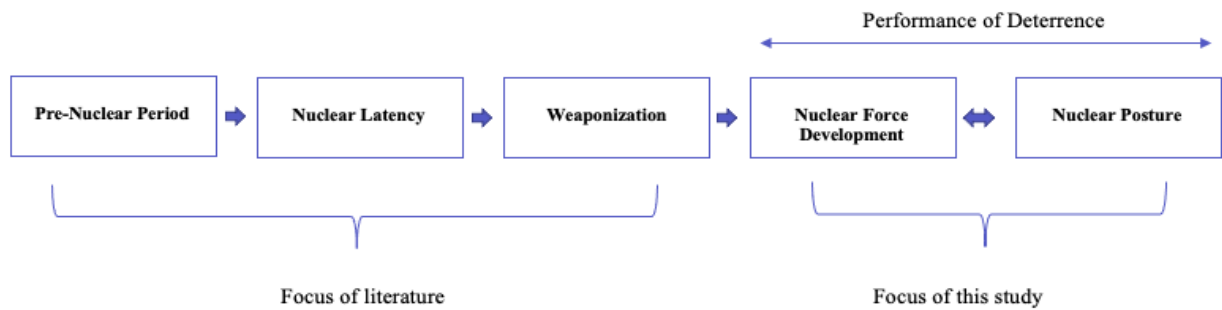 Performance of Deterrence
Pre-Nuclear Period
Nuclear Latency
Weaponization
Nuclear Force
Development
Nuclear Posture
Focus of literature
Focus of this study